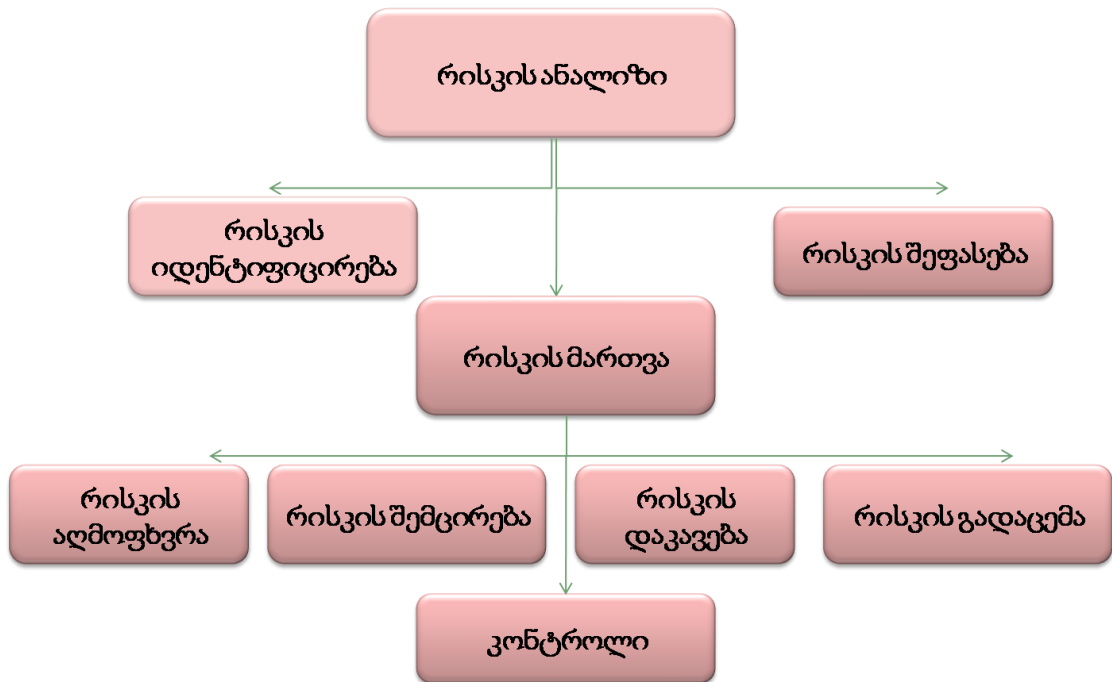 რისკის ანალიზი
რისკის
იდენტიფიცირება
რისკის შეფასება
რისკის მართვა
რისკის
აღმოფხვრა
რისკის შემცირება
რისკის
დაკავება
რისკის გადაცემა
კონტროლი